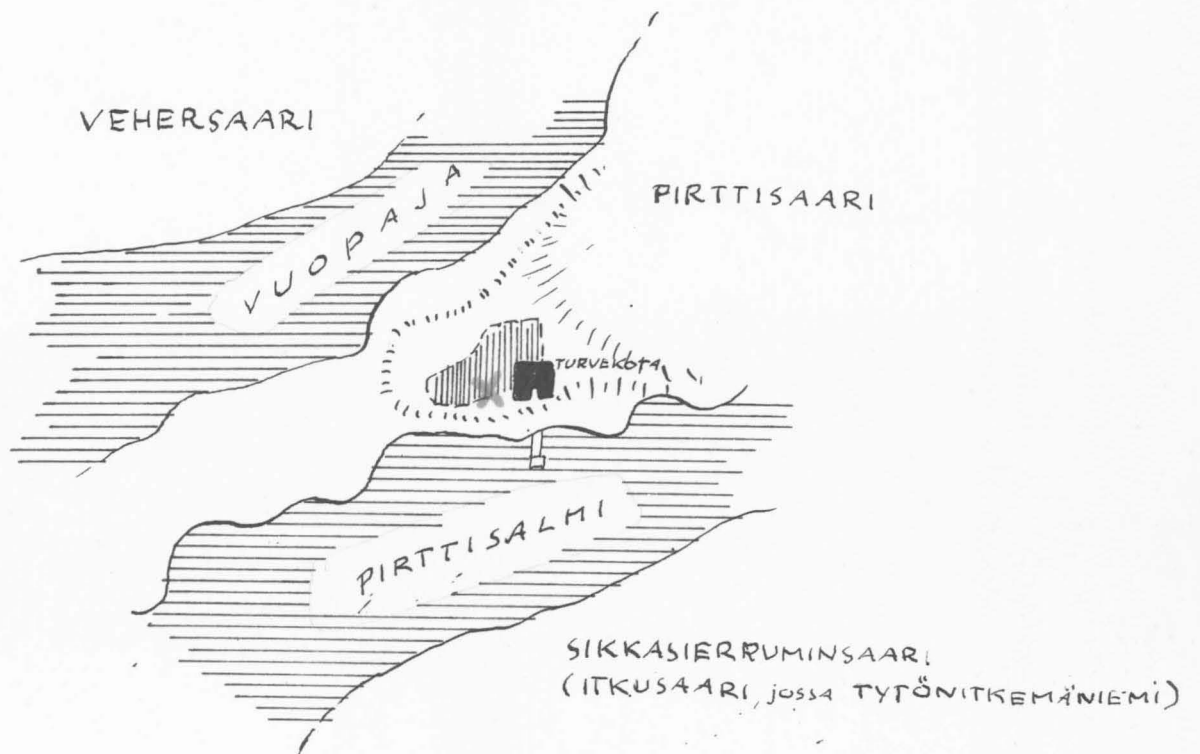 VEHERSAARI
VUOPAJA
PIRTTISAARI
TURVEKOTA
PIRTTISALMI
SIKKASIERRUMINSAARI
(ITKUSAARI, jossa TYTÖNITKEMÄNIEMI)